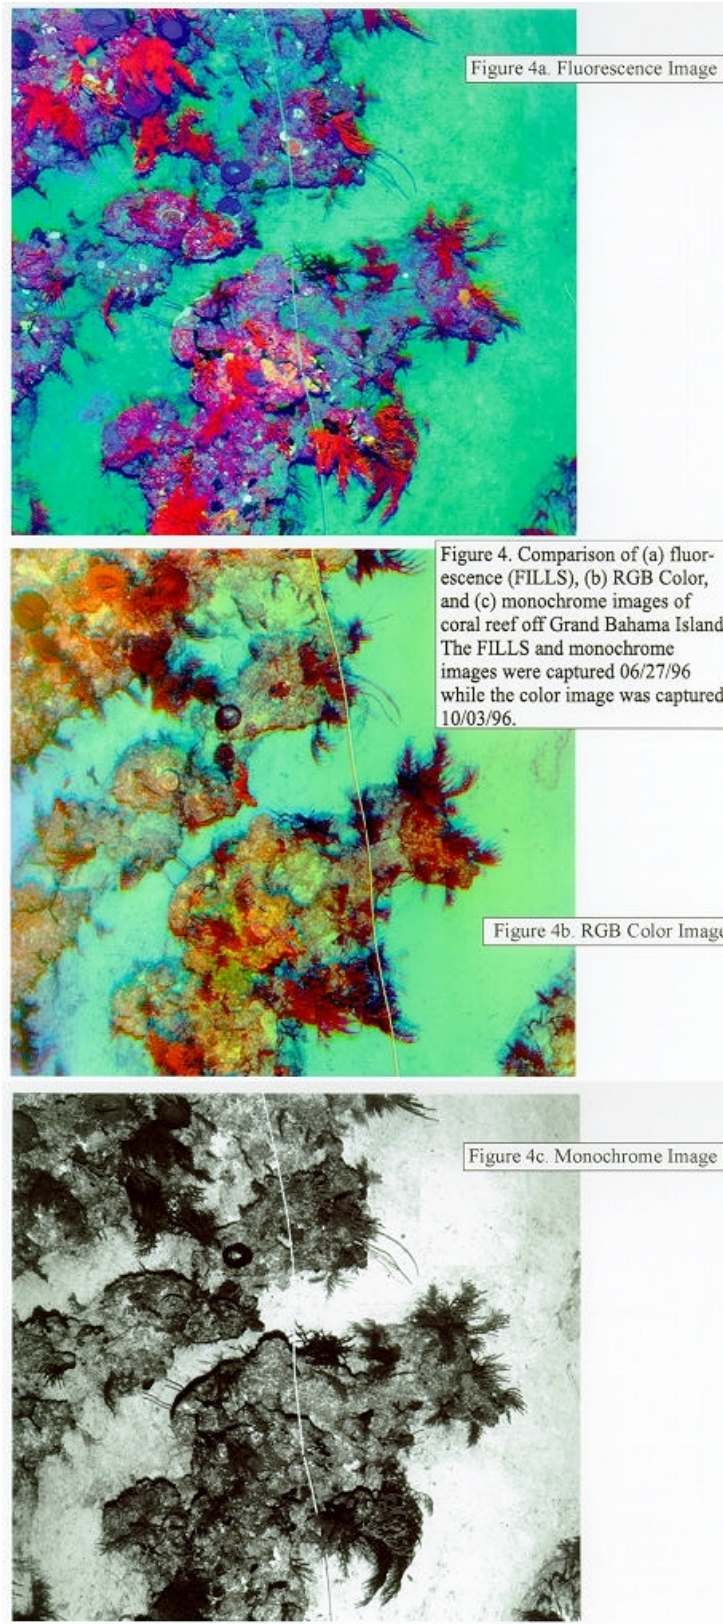 Figure 4a. Fluorescence Image
Figure 4. Comparison of (a) fluor-
escence (FILLS), (b) RGB Color,
and (c) monochrome images of
coral reef off Grand Bahama Island
The FILLS and monochrome
images were captured 06/27/96
while the color image was captured
10/03/96.
Figure 4b. RGB Color Image
Figure 4c. Monochrome Image